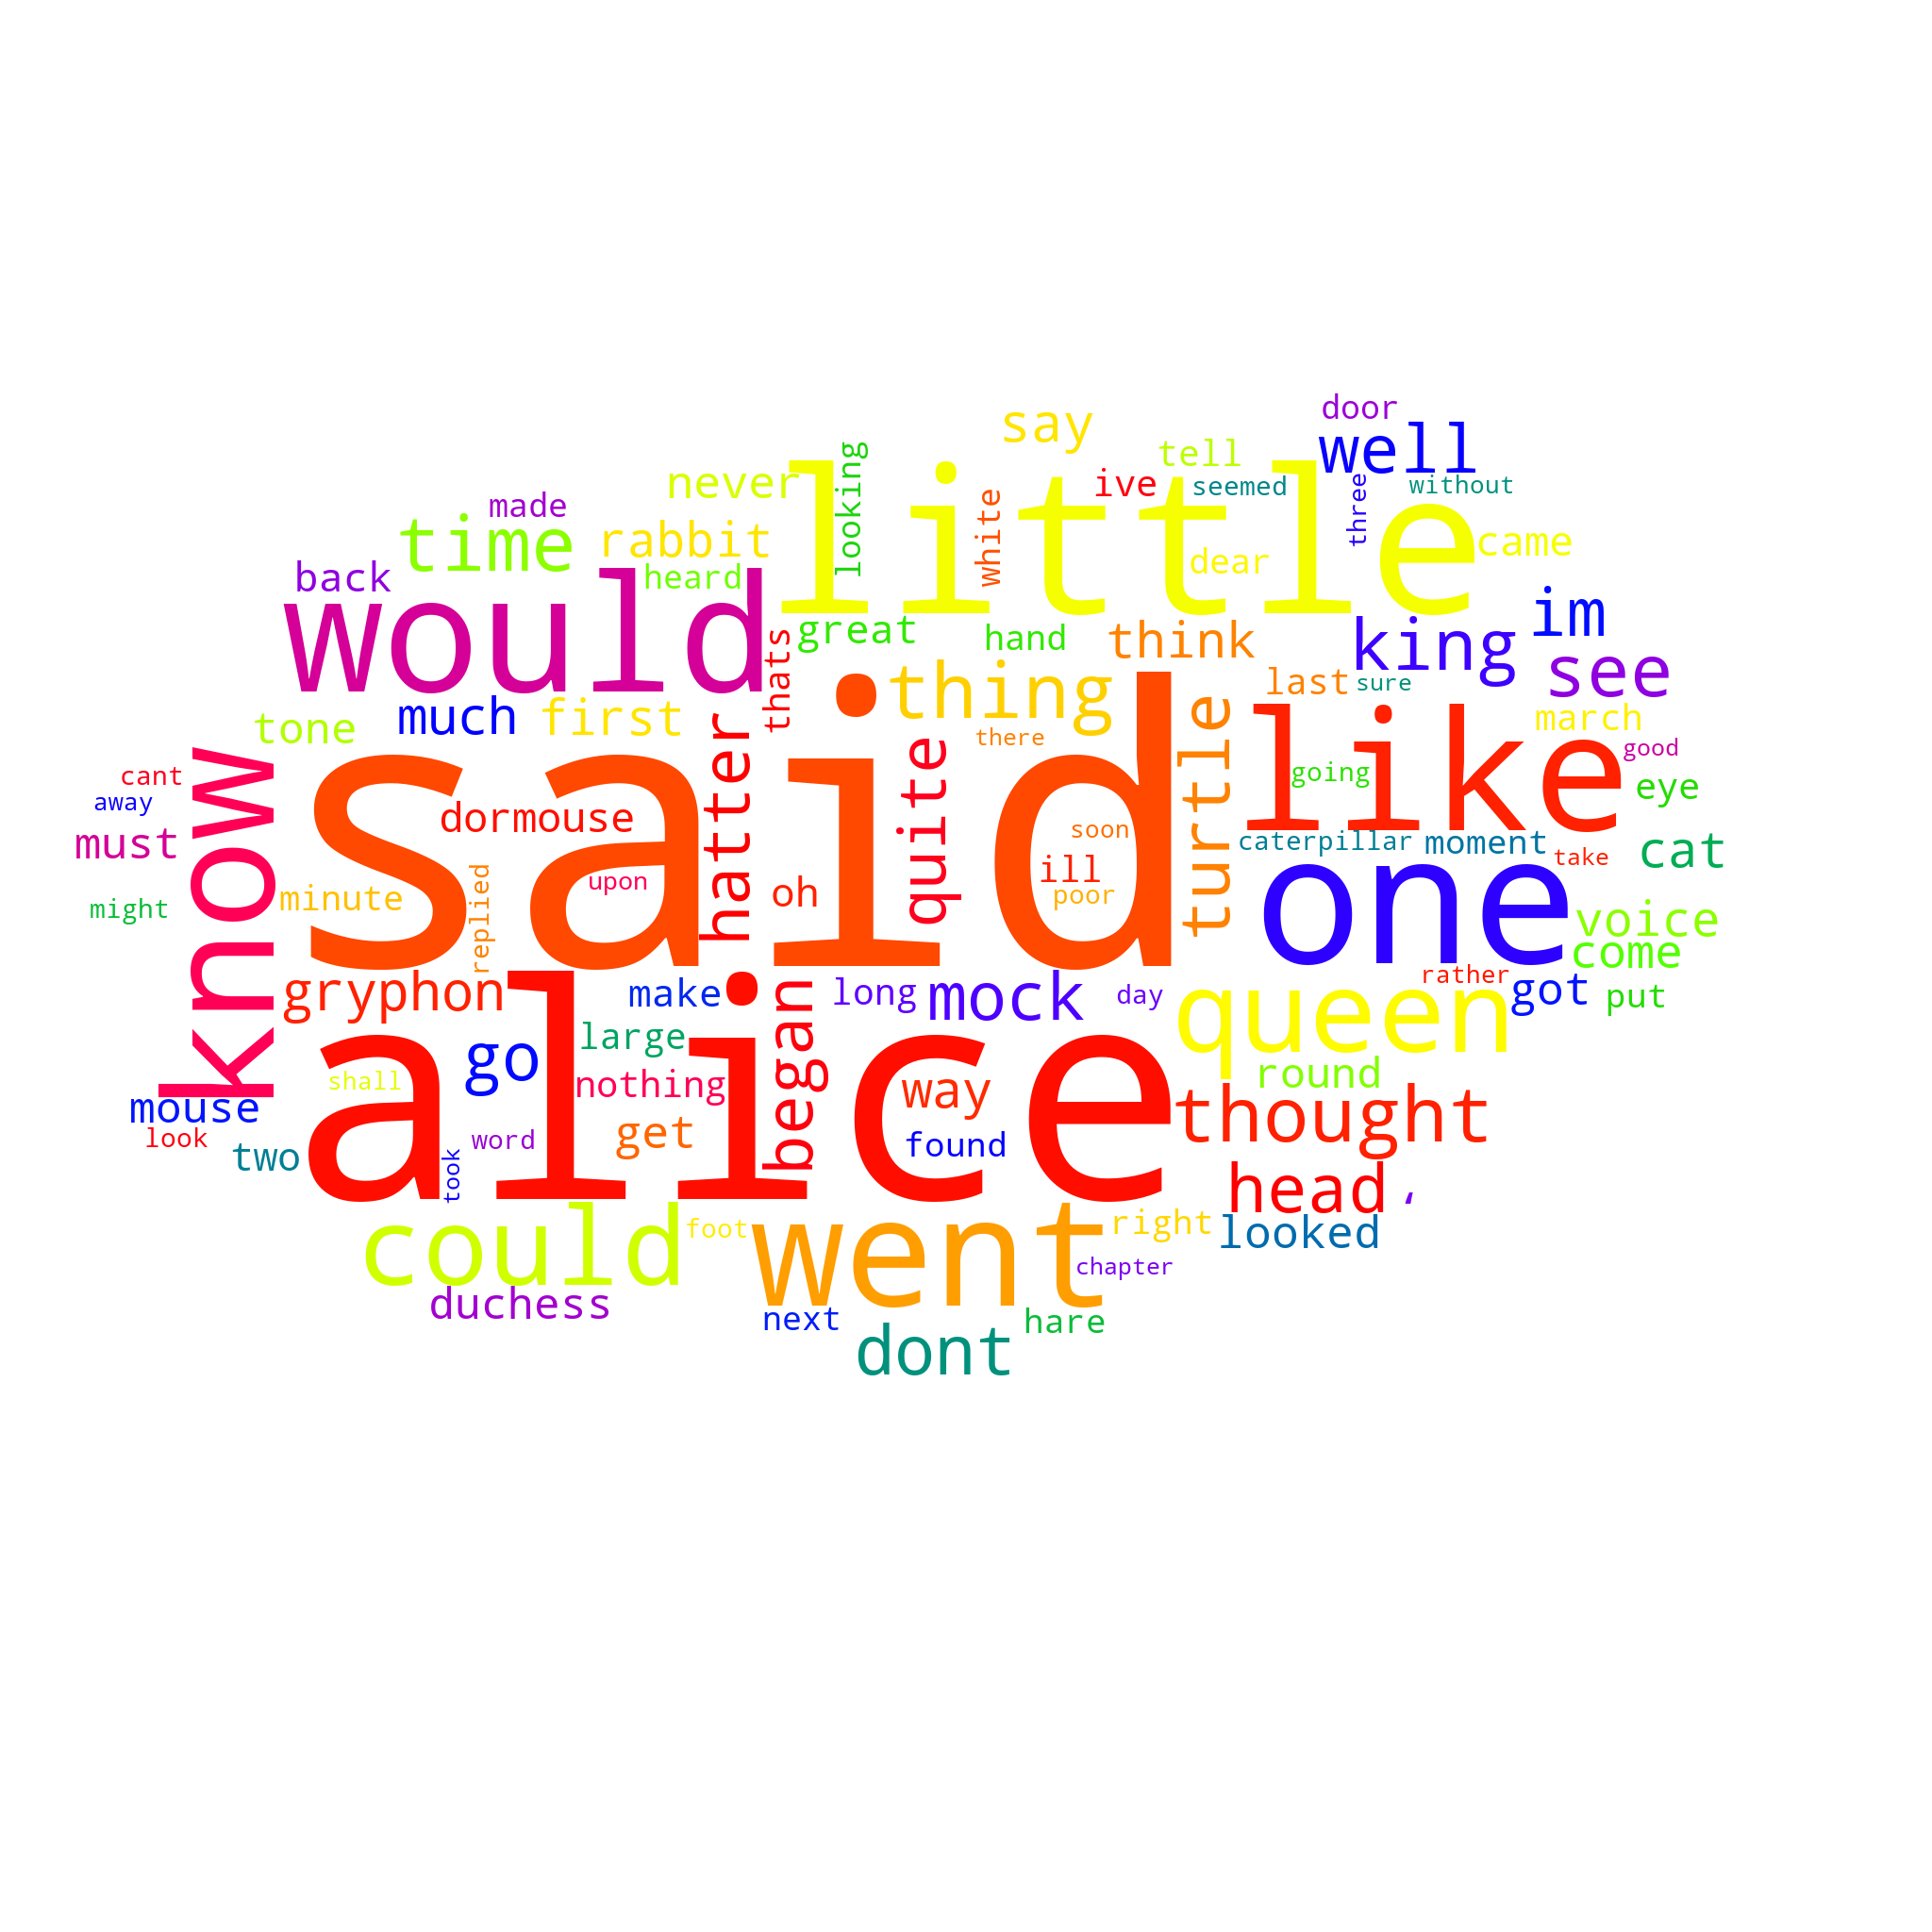 door
say
well
tell
never
looking
little
ive
seemed
without
three
made
white
time
rabbit
came
dear
back
heard
would
im
great
hand
think
king
thats
see
thing
last
sure
much
first
tone
march
there
good
turtle
like
hatter
quite
know
said
cant
going
eye
away
dormouse
soon
must
caterpillar
moment
take
cat
ill
upon
oh
poor
minute
might
replied
one
voice
come
rather
gryphon
make
long
mock
day
got
put
queen
large
go
began
round
shall
nothing
way
alice
mouse
thought
look
two
word
get
found
took
head
،
could
foot
went
right
looked
chapter
duchess
next
hare
dont